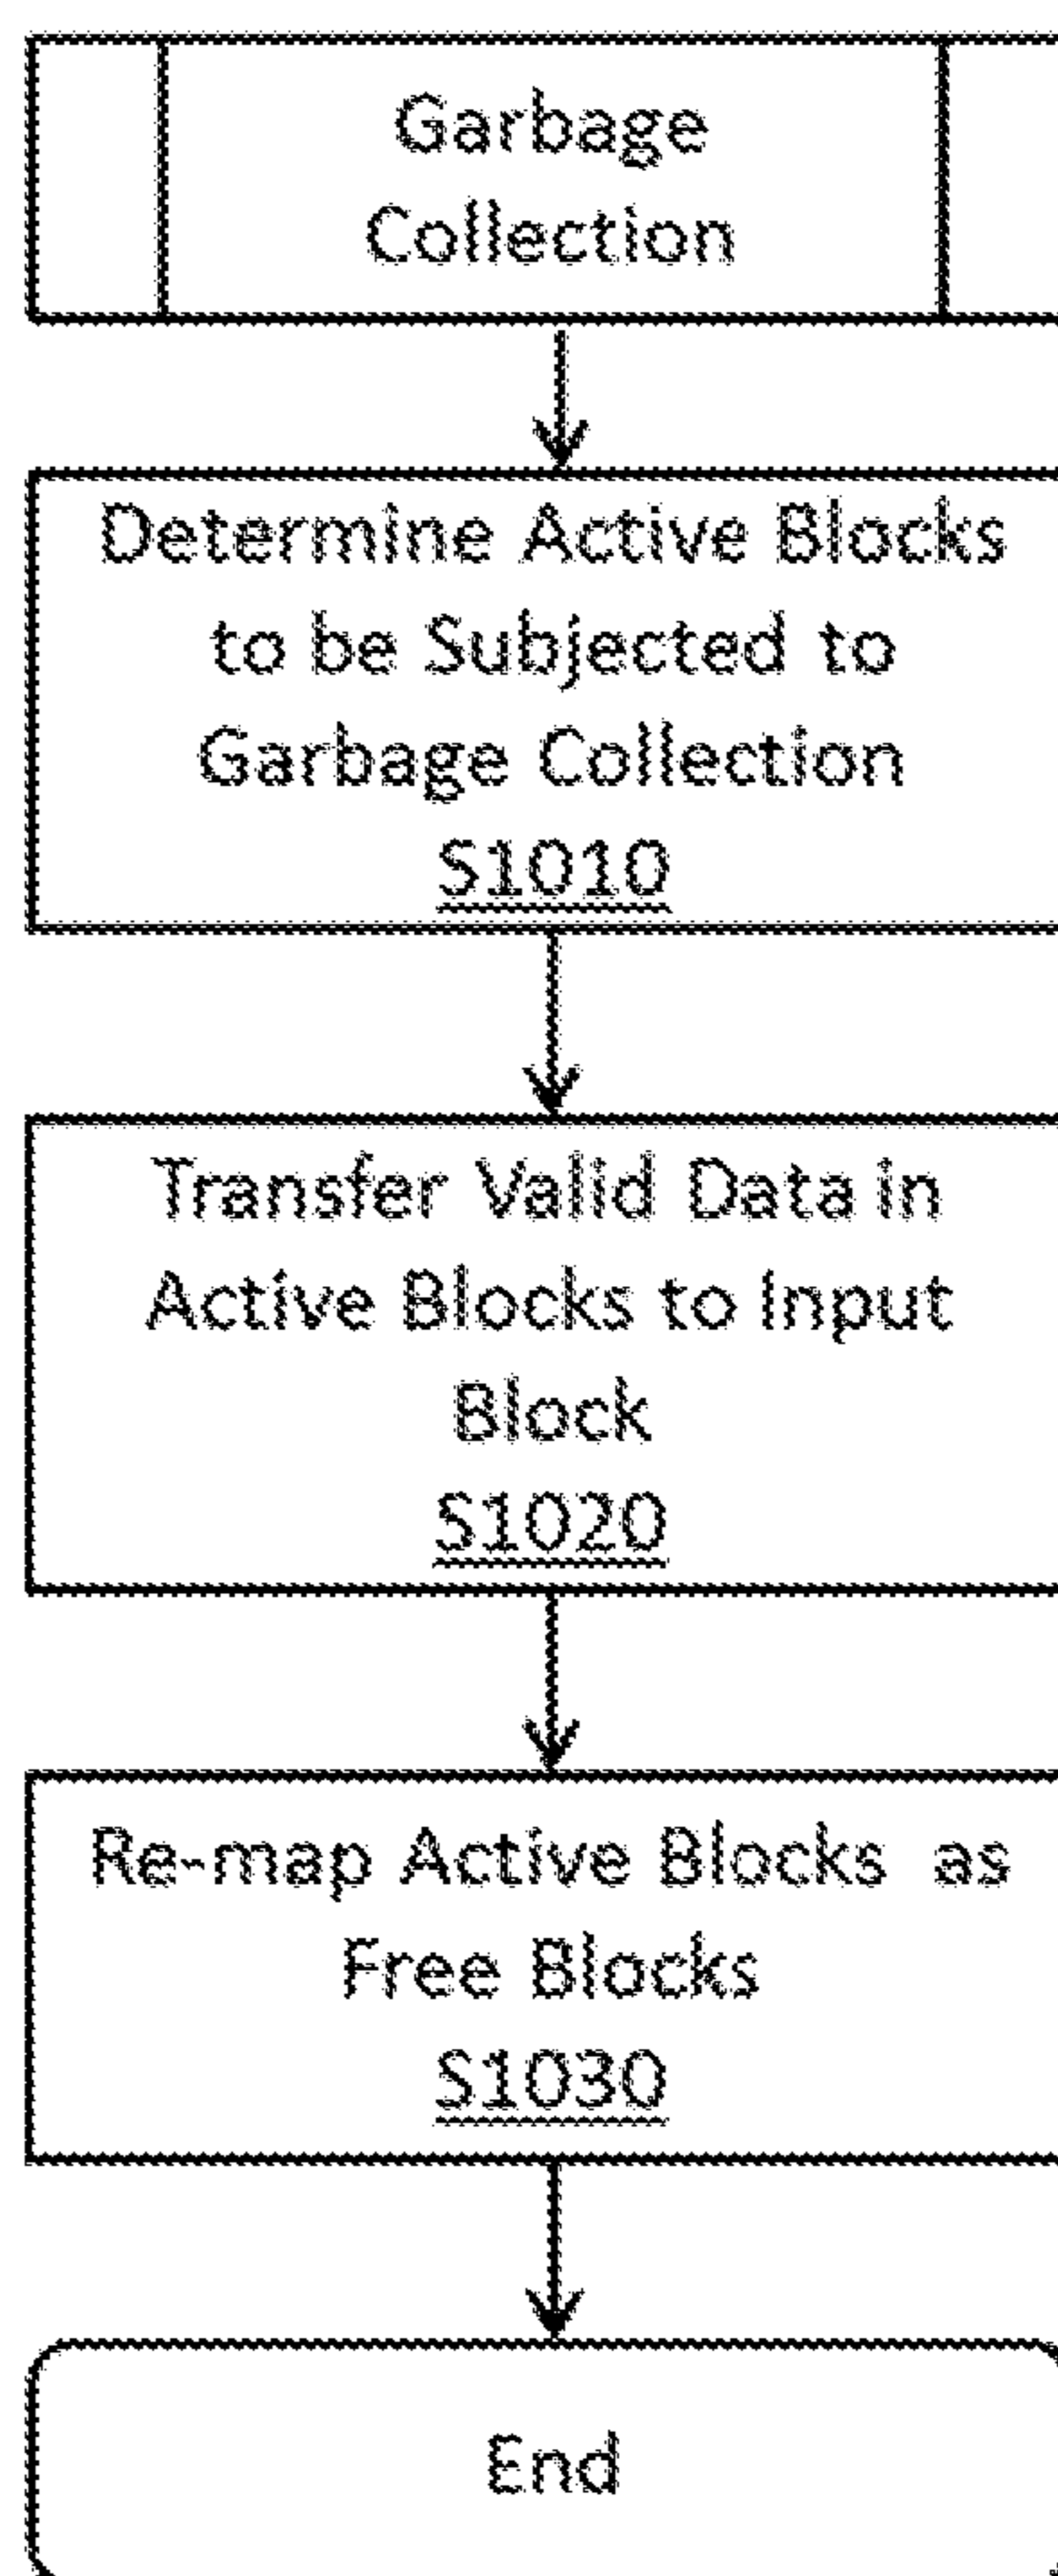 Garbage
Collection
Determine Active Blocks
to be Subjected to
Garbage Collection
S1010
Transfer Valid Data in
Active Blocks to Input
Block
S1020
Re-map Active Blocks as
Free Blocks
S1030
End